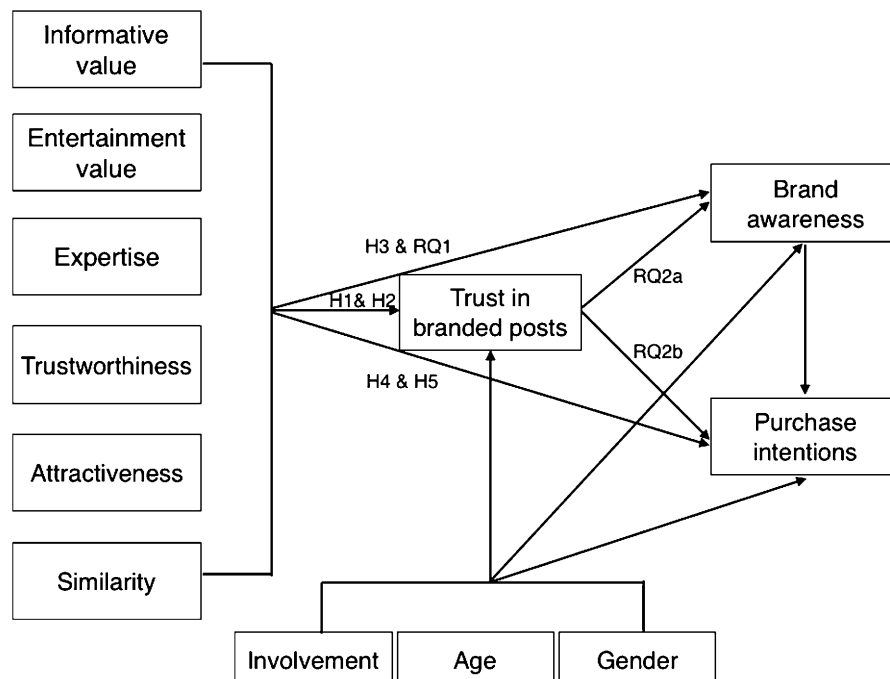 Informative
value
Entertainment
value
Expertise
Trustworthiness
Attractiveness
Similarity
H3 & RQ1
H1& H2
H4 & H5
Trust in
branded posts
RQ2a
RQ2b
Brand
awareness
Purchase
intentions
Involvement
Age
Gender